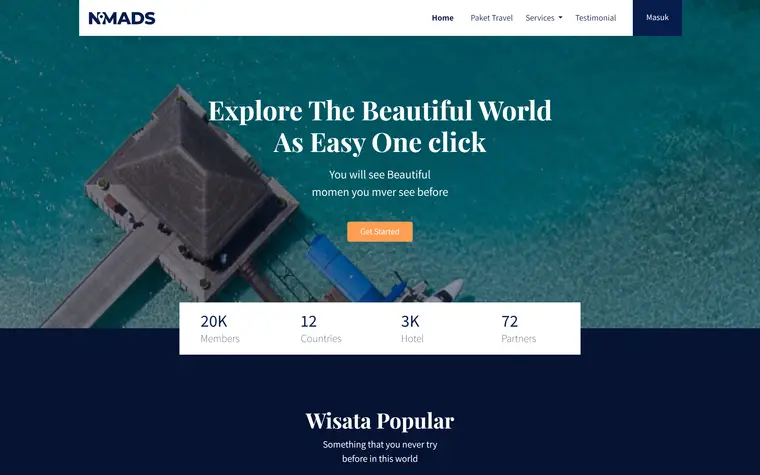 NOMADS
Home Paket Travel Services Testimonial Masuk
Explore The Beautiful World
As Easy One click
You will see Beautiful
momen you mver see before
Get Started
20K 12 3K 72
Members Countries Hotel Partners
Wisata Popular
Something that you never try
before in this world